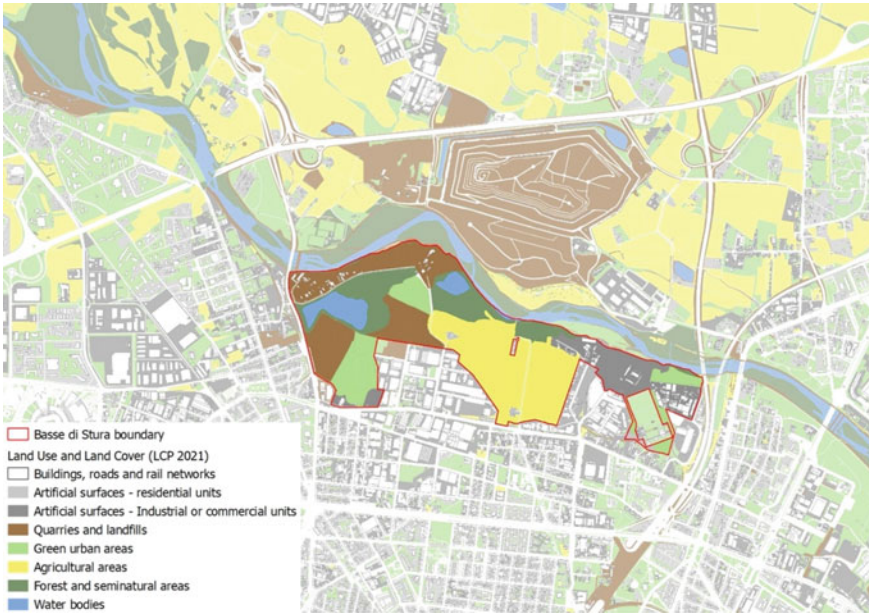 Basse di Stura boundary
Land Use and Land Cover (LCP 2021)
Buildings, roads and rail networks
Artificial surfaces - residential units
Artificial surfaces - Industrial or commercial units
Quarries and landfills
Green urban areas
Agricultural areas
Forest and seminatural areas
Water bodies